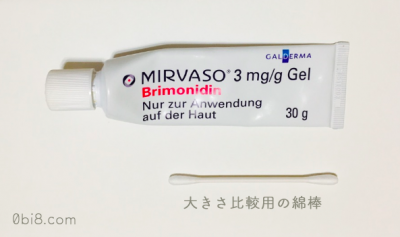 GALDERMA
MIRVASO® 3 mg/g Gel
Brimonidin
Nur zur Anwendung
auf der Haut
30 g
大きさ比較用の綿棒
0bi8.com